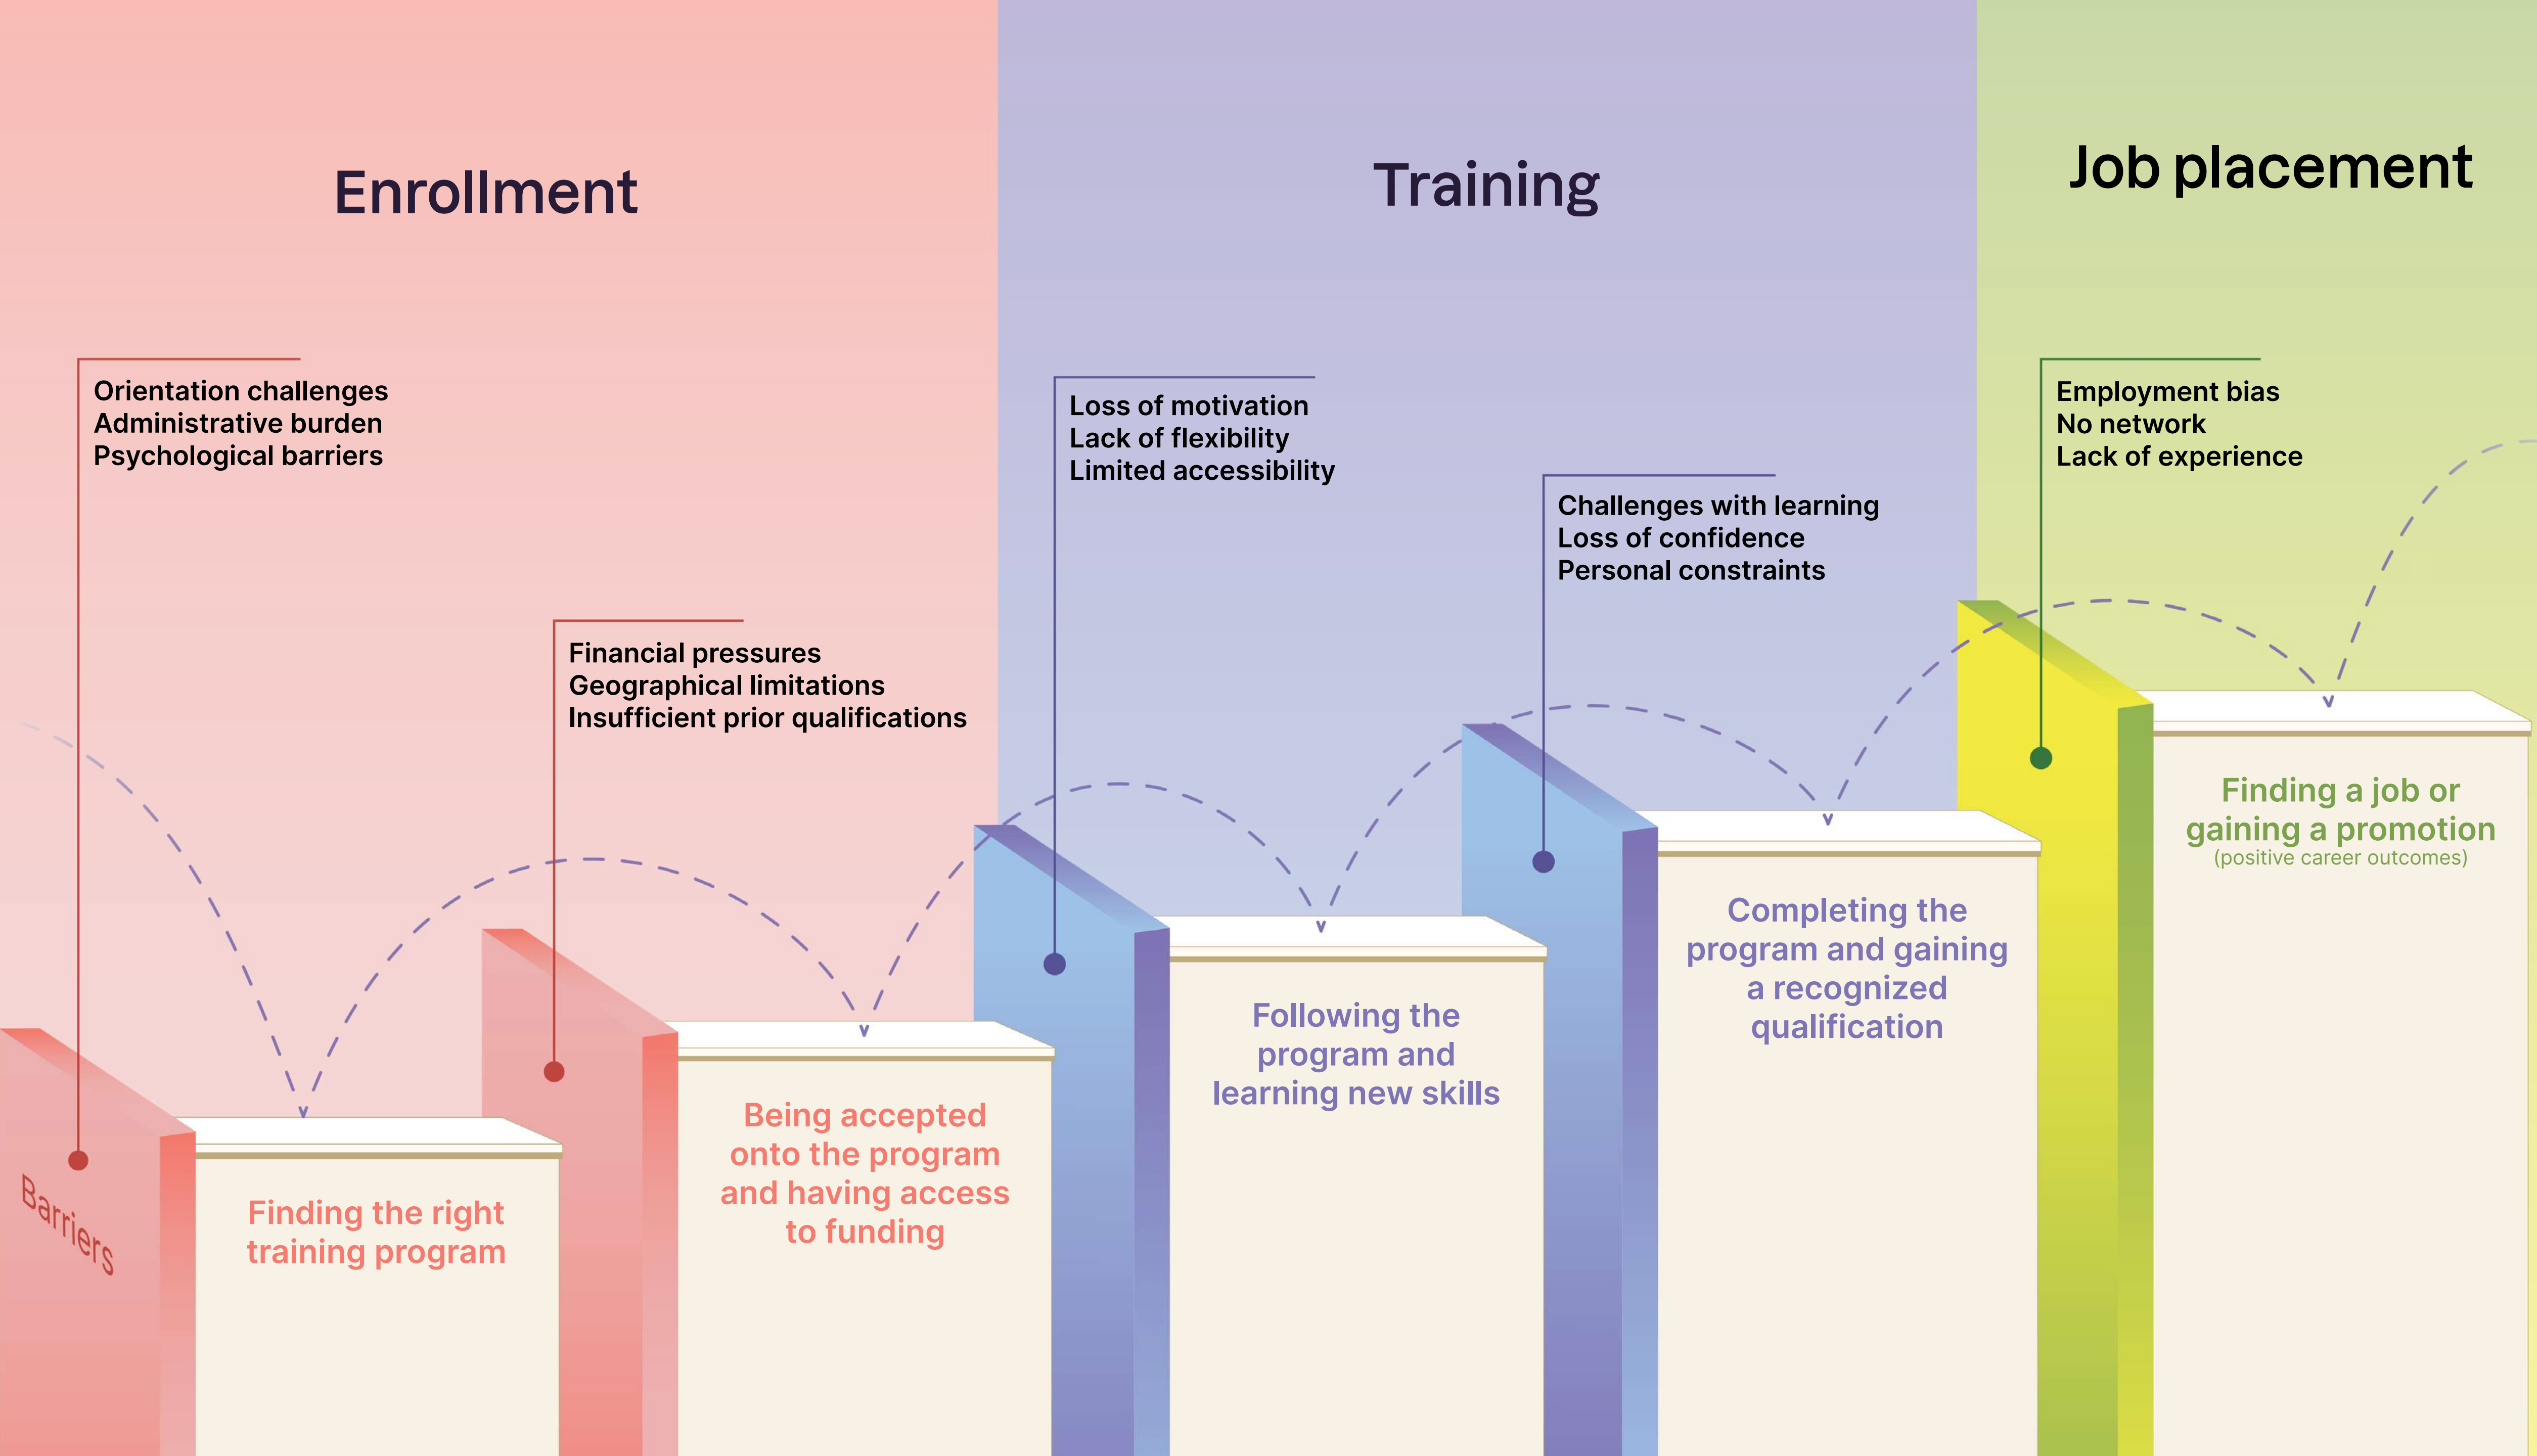 Enrollment
Orientation challenges
Administrative burden
Psychological barriers
Financial pressures
Geographical limitations
Insufficient prior qualifications
Barriers
Finding the right
training program
Being accepted
onto the program
and having access
to funding
Training
Loss of motivation
Lack of flexibility
Limited accessibility
Challenges with learning
Loss of confidence
Personal constraints
Following the
program and
learning new skills
Completing the
program and gaining
a recognized
qualification
Job placement
Employment bias
No network
Lack of experience
Finding a job or
gaining a promotion
(positive career outcomes)